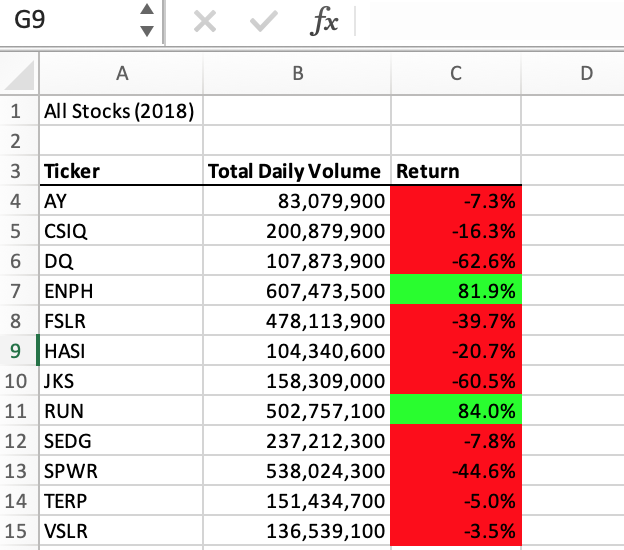 G9 fx
A B C D
1 All Stocks (2018)
2
3 Ticker Total Daily Volume Return
4 AY 83,079,900 -7.3%
5 CSIQ 200,879,900 -16.3%
6 DQ 107,873,900 -62.6%
7 ENPH 607,473,500 81.9%
8 FSLR 478,113,900 -39.7%
9 HASI 104,340,600 -20.7%
10 JKS 158,309,000 -60.5%
11 RUN 502,757,100 84.0%
12 SEDG 237,212,300 -7.8%
13 SPWR 538,024,300 -44.6%
14 TERP 151,434,700 -5.0%
15 VSLR 136,539,100 -3.5%